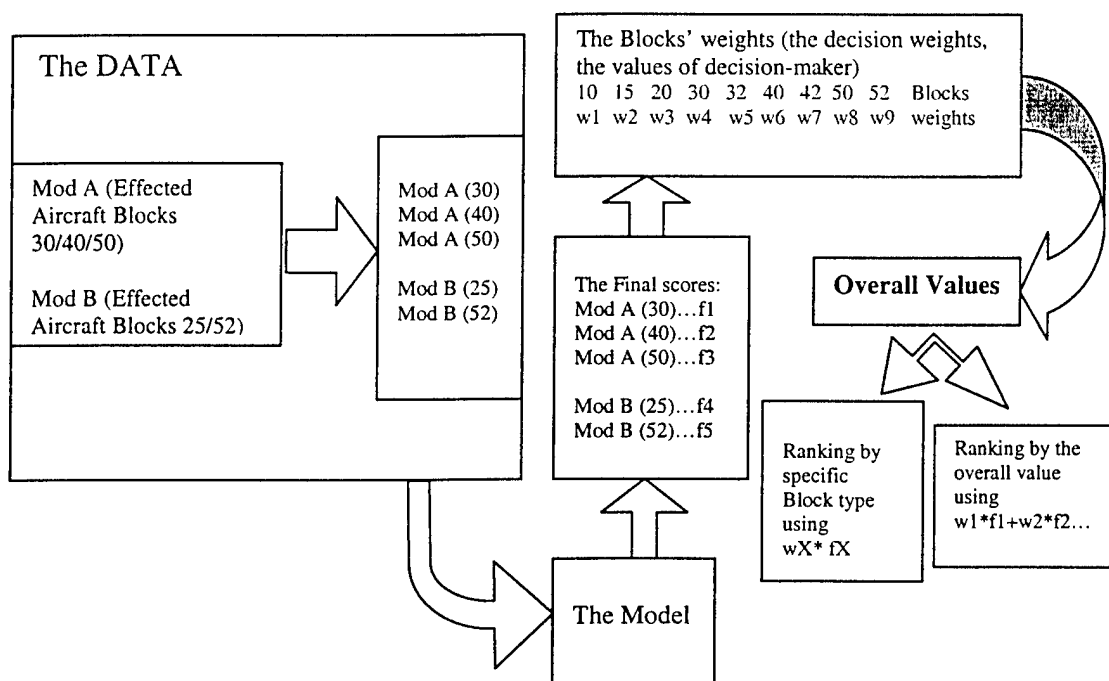 The DATA
Mod A (Effected
Aircraft Blocks
30/40/50)
Mod B (Effected
Aircraft Blocks 25/52)
Mod A (30)
Mod A (40)
Mod A (50)
Mod B (25)
Mod B (52)
The Model
The Final scores:
Mod A (30)…f1
Mod A (40)…f2
Mod A (50)…f3
Mod B (25)…f4
Mod B (52)…f5
The Blocks' weights (the decision weights,
the values of decision-maker)
10 15 20 30 32 40 42 50 52 Blocks
w1 w2 w3 w4 w5 w6 w7 w8 w9 weights
Overall Values
Ranking by
specific
Block type
using
wX* fX
Ranking by the
overall value
using
w1*f1+w2*f2…